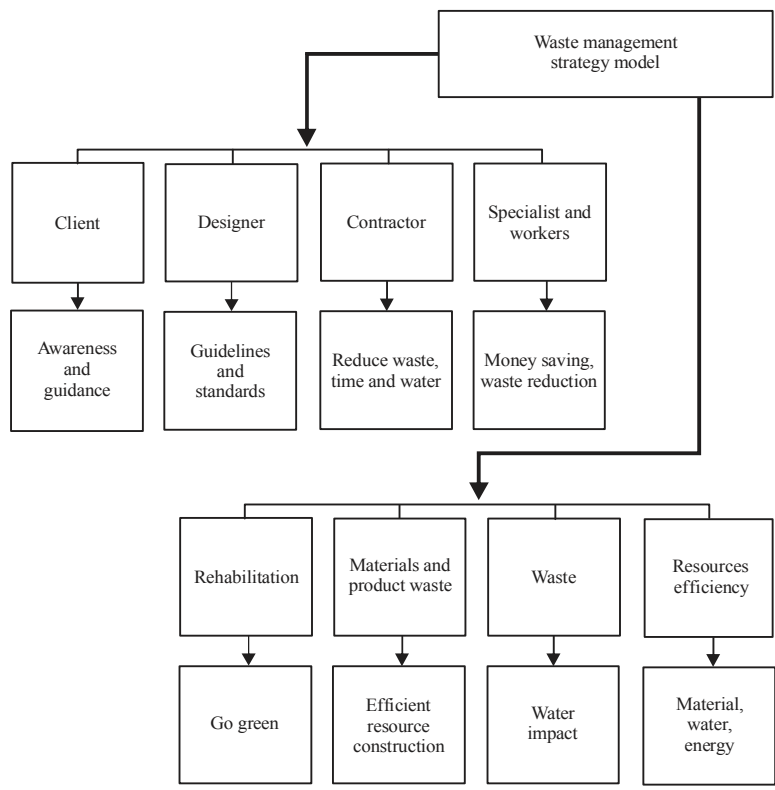 Waste management
strategy model
Client
Designer
Contractor
Specialist and
workers
Awareness
and
guidance
Guidelines
and
standards
Reduce waste,
time and water
Money saving,
waste reduction
Rehabilitation
Materials and
product waste
Waste
Resources
efficiency
Go green
Efficient
resource
construction
Water
impact
Material,
water,
energy